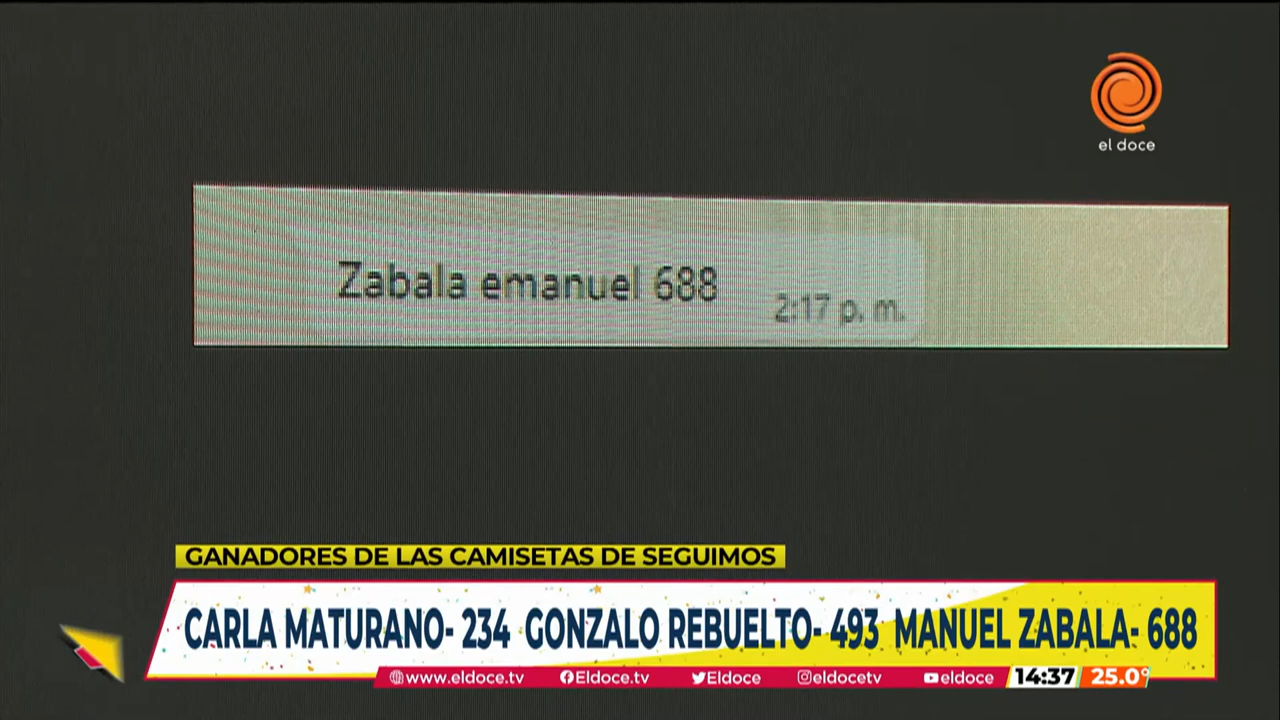 el doce
Zabala emanuel 688
2:17 p. m.
GANADORES DE LAS CAMISETAS DE SEGUIMOS
CARLA MATURANO- 234 GONZALO REBUELTO- 493 MANUEL ZABALA- 688
www.eldoce.tv Eldoce.tv Eldoce eldocetv eldoce 14:37 25.0°